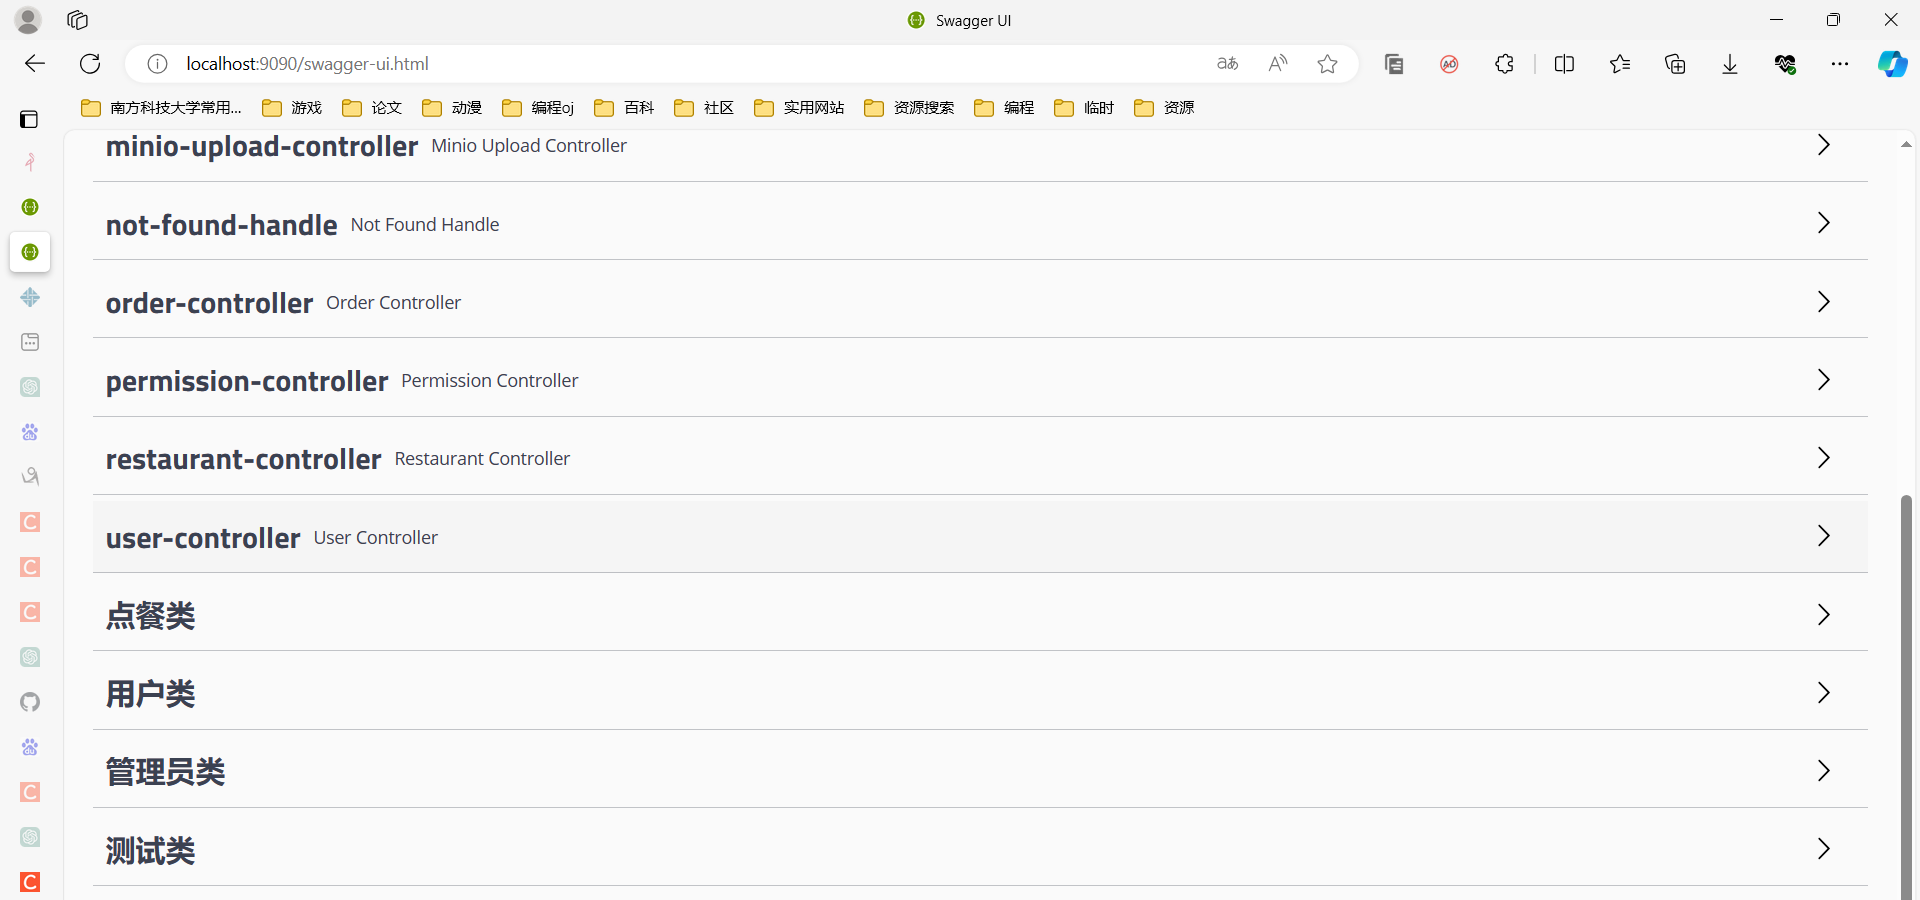 Swagger UI
localhost:9090/swagger-ui.html
南方科技大学常用... 游戏 论文 动漫 编程oj 百科 社区 实用网站 资源搜索 编程 临时 资源
minio-upload-controller Minio Upload Controller
not-found-handle Not Found Handle
order-controller Order Controller
permission-controller Permission Controller
restaurant-controller Restaurant Controller
user-controller User Controller
点餐类
用户类
管理员类
测试类